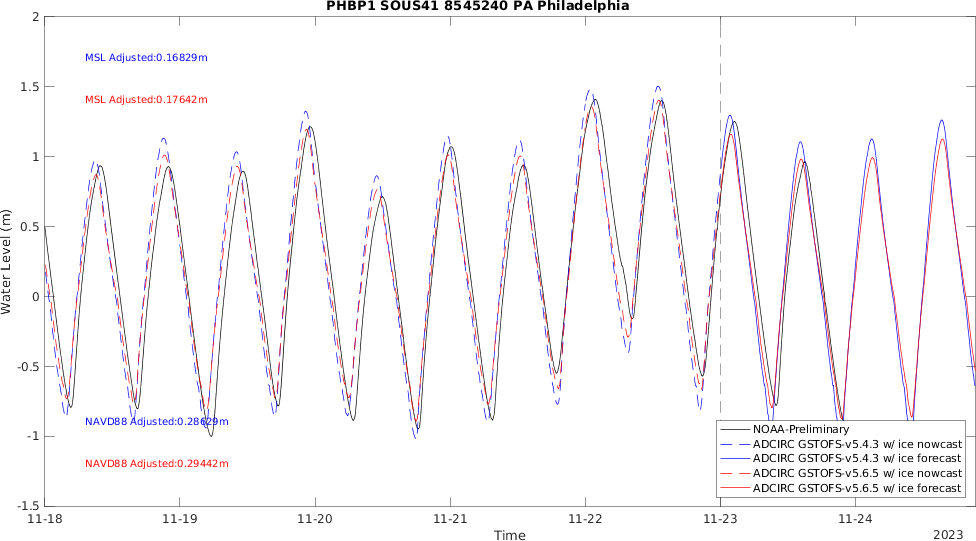 PHBP1 SOUS41 8545240 PA Philadelphia
2
1.5
1
0.5
0
-0.5
-1
-1.5
Water Level (m)
MSL Adjusted:0.16829m
MSL Adjusted:0.17642m
NAVD88 Adjusted:0.28629m
NAVD88 Adjusted:0.29442m
NOAA-Preliminary
ADCIRC GSTOFS-v5.4.3 w/ ice nowcast
ADCIRC GSTOFS-v5.4.3 w/ ice forecast
ADCIRC GSTOFS-v5.6.5 w/ ice nowcast
ADCIRC GSTOFS-v5.6.5 w/ ice forecast
11-18 11-19 11-20 11-21 11-22 11-23 11-24
Time
2023